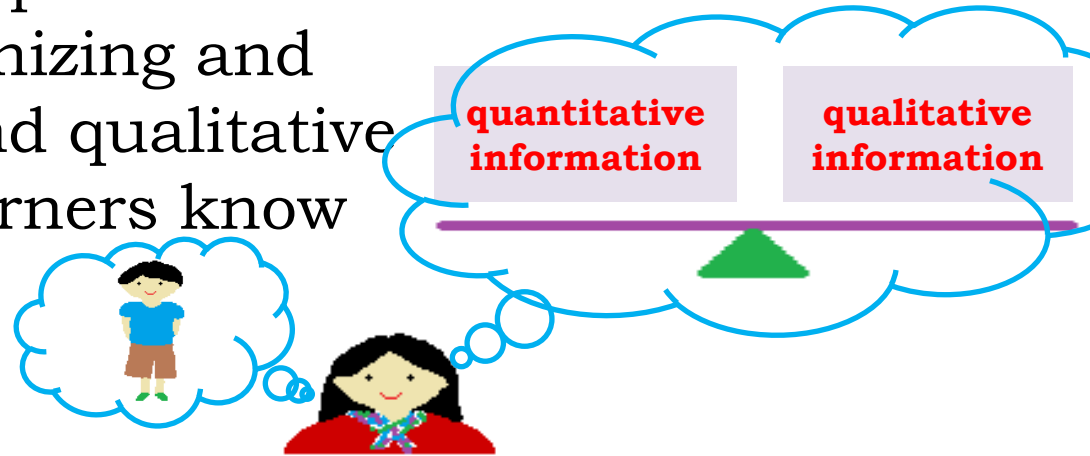 nizing and
nd qualitative
rners know
quantitative
information
qualitative
information